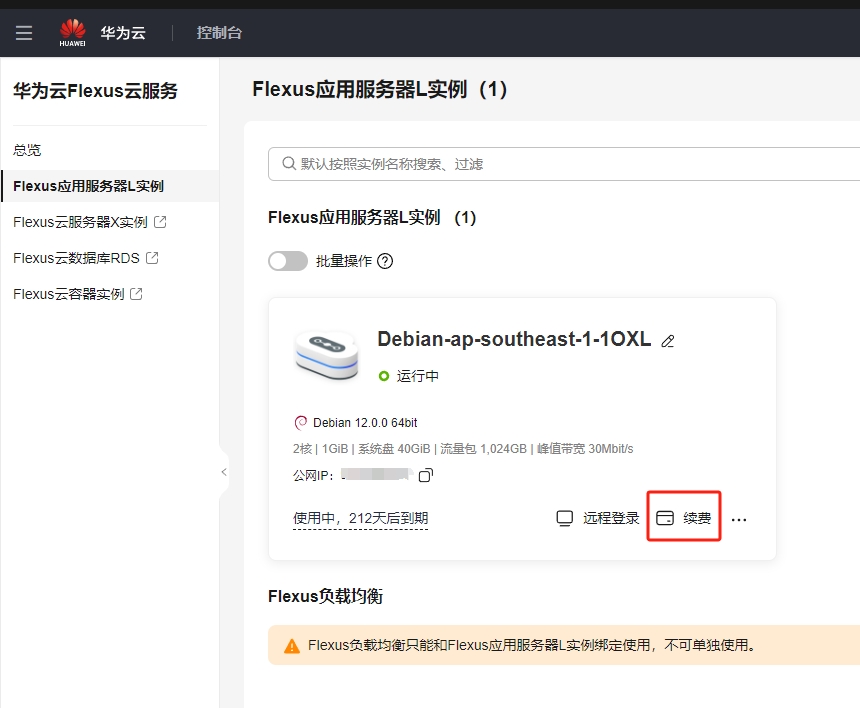 HUAWEI
华为云
控制台
华为云Flexus云服务
总览
Flexus应用服务器L实例
Flexus云服务器X实例
Flexus云数据库RDS
Flexus云容器实例
Flexus应用服务器L实例（1）
默认按照实例名称搜索、过滤
Flexus应用服务器L实例 （1）
批量操作
Debian-ap-southeast-1-1OXL
运行中
Debian 12.0.0 64bit
2核 | 1GiB | 系统盘 40GiB | 流量包 1,024GB | 峰值带宽 30Mbit/s
公网IP：
使用中，212天后到期
远程登录
续费
Flexus负载均衡
Flexus负载均衡只能和Flexus应用服务器L实例绑定使用，不可单独使用。